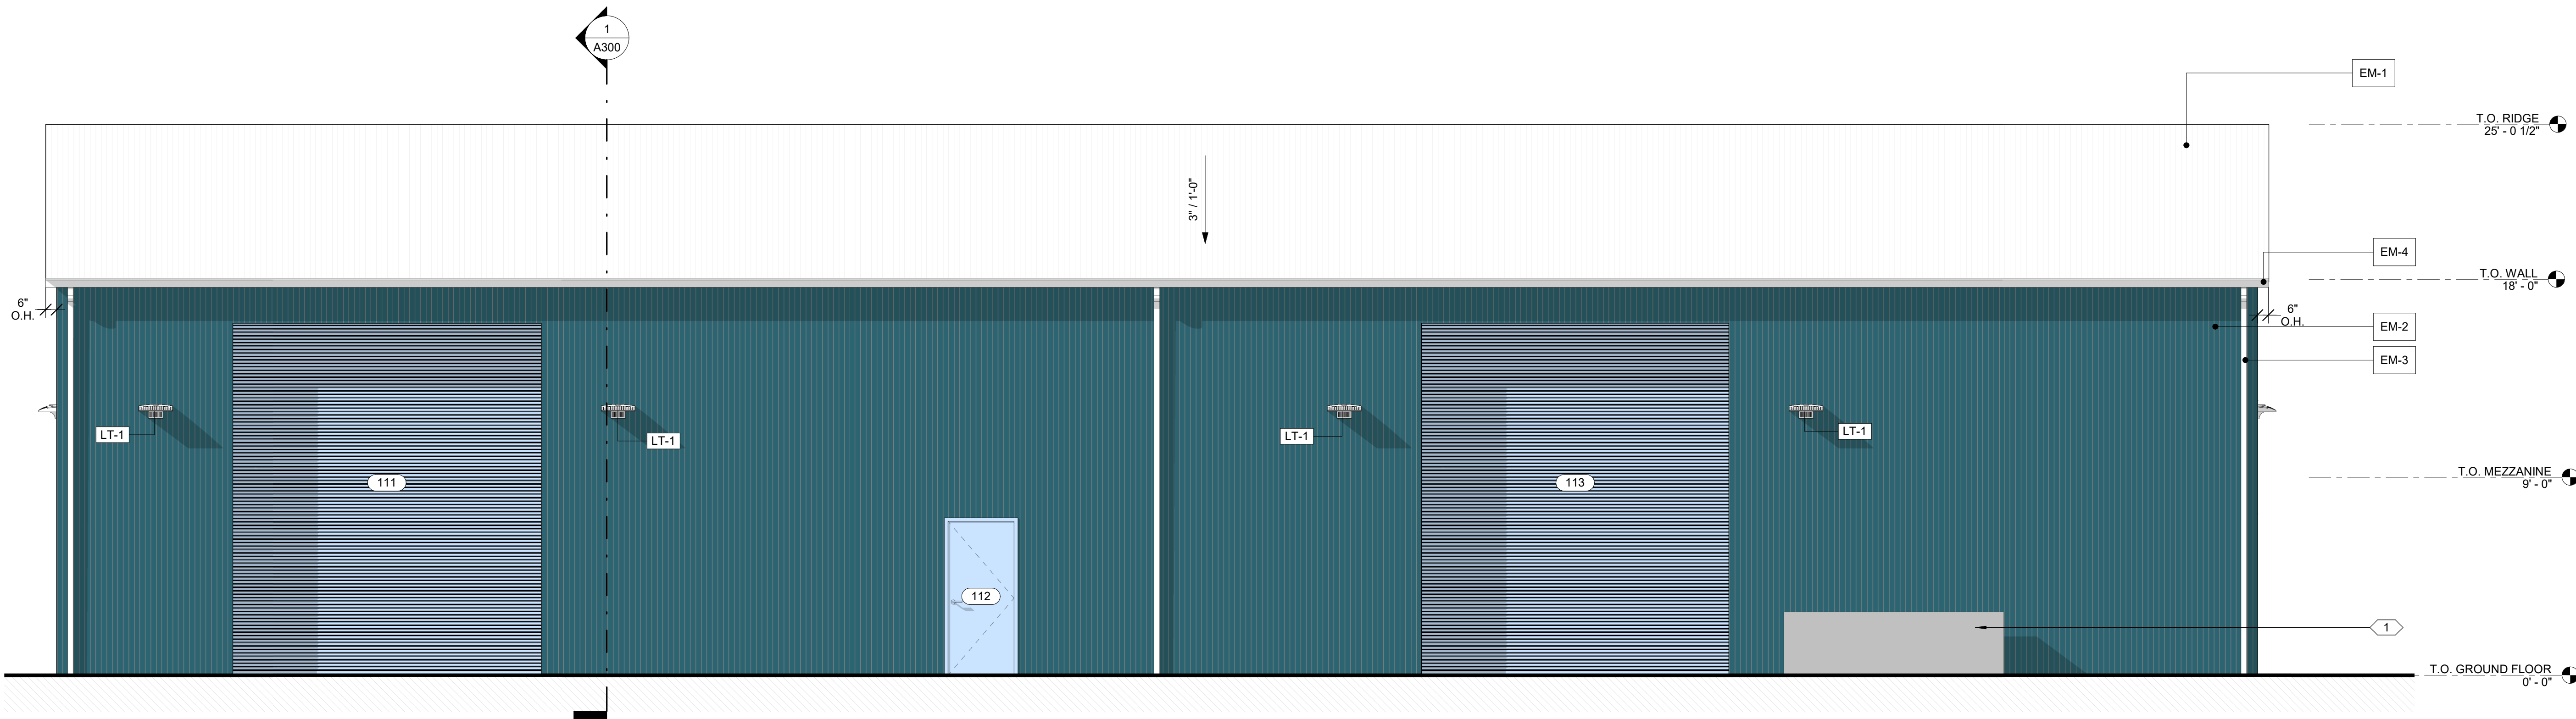 1
A300
EM-1
T.O. RIDGE
25' - 0 1/2"
3" / 1'-0"
EM-4
T.O. WALL
18' - 0"
6"
O.H.
6"
O.H.
EM-2
EM-3
LT-1
LT-1
LT-1
LT-1
T.O. MEZZANINE
9' - 0"
111
113
112
1
T.O. GROUND FLOOR
0' - 0"